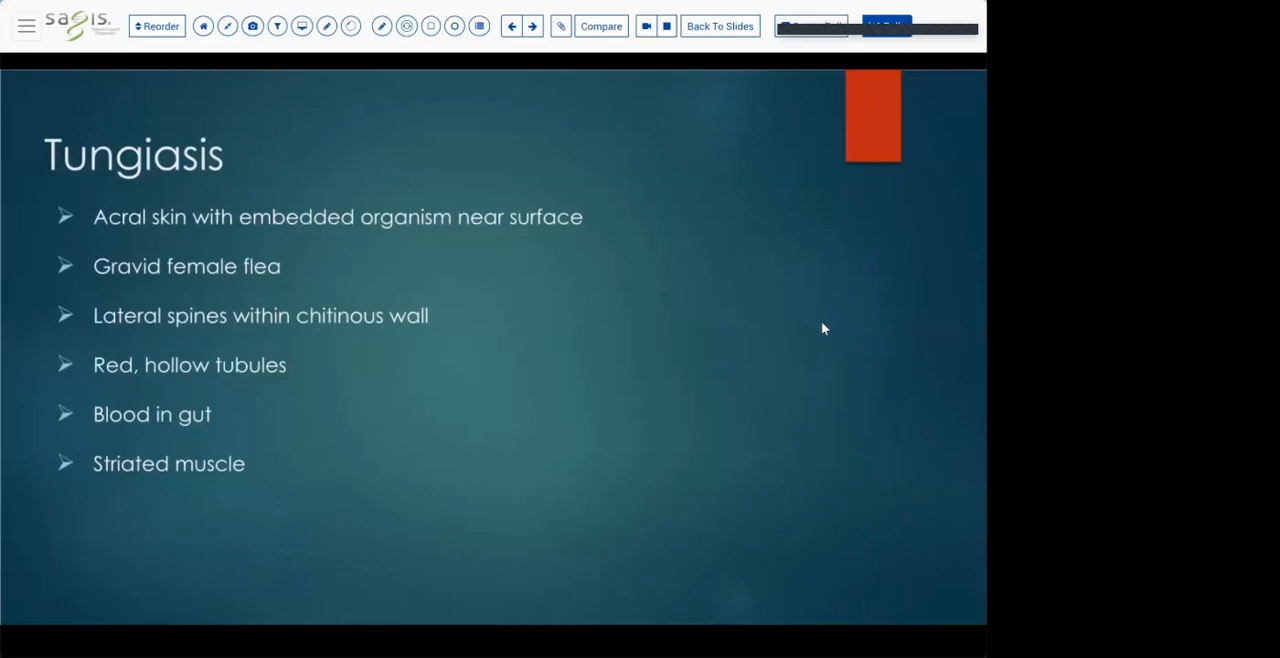 sagis
Reorder
Compare
Back To Slides
Tungiasis
Acral skin with embedded organism near surface
Gravid female flea
Lateral spines within chitinous wall
Red, hollow tubules
Blood in gut
Striated muscle